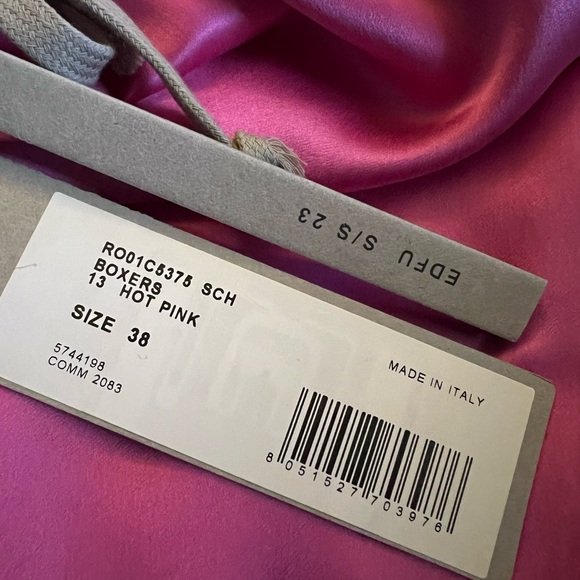 EDFU S/S 23
RO01C5375 SCH
BOXERS
13 HOT PINK
SIZE 38
5744198
COMM 2083
MADE IN ITALY
8 051527 703976